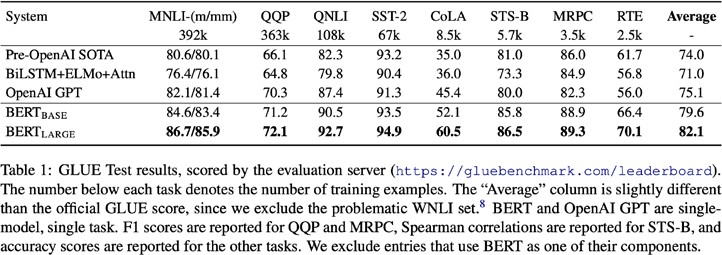 System MNLI-(m/mm) QQP QNLI SST-2 CoLA STS-B MRPC RTE Average
392k 363k 108k 67k 8.5k 5.7k 3.5k 2.5k -
Pre-OpenAI SOTA 80.6/80.1 66.1 82.3 93.2 35.0 81.0 86.0 61.7 74.0
BiLSTM+ELMo+Attn 76.4/76.1 64.8 79.8 90.4 36.0 73.3 84.9 56.8 71.0
OpenAI GPT 82.1/81.4 70.3 87.4 91.3 45.4 80.0 82.3 56.0 75.1
BERTBASE 84.6/83.4 71.2 90.5 93.5 52.1 85.8 88.9 66.4 79.6
BERTLARGE 86.7/85.9 72.1 92.7 94.9 60.5 86.5 89.3 70.1 82.1
Table 1: GLUE Test results, scored by the evaluation server (https://gluebenchmark.com/leaderboard).
The number below each task denotes the number of training examples. The “Average” column is slightly different
than the official GLUE score, since we exclude the problematic WNLI set.8 BERT and OpenAI GPT are single-
model, single task. F1 scores are reported for QQP and MRPC, Spearman correlations are reported for STS-B, and
accuracy scores are reported for the other tasks. We exclude entries that use BERT as one of their components.